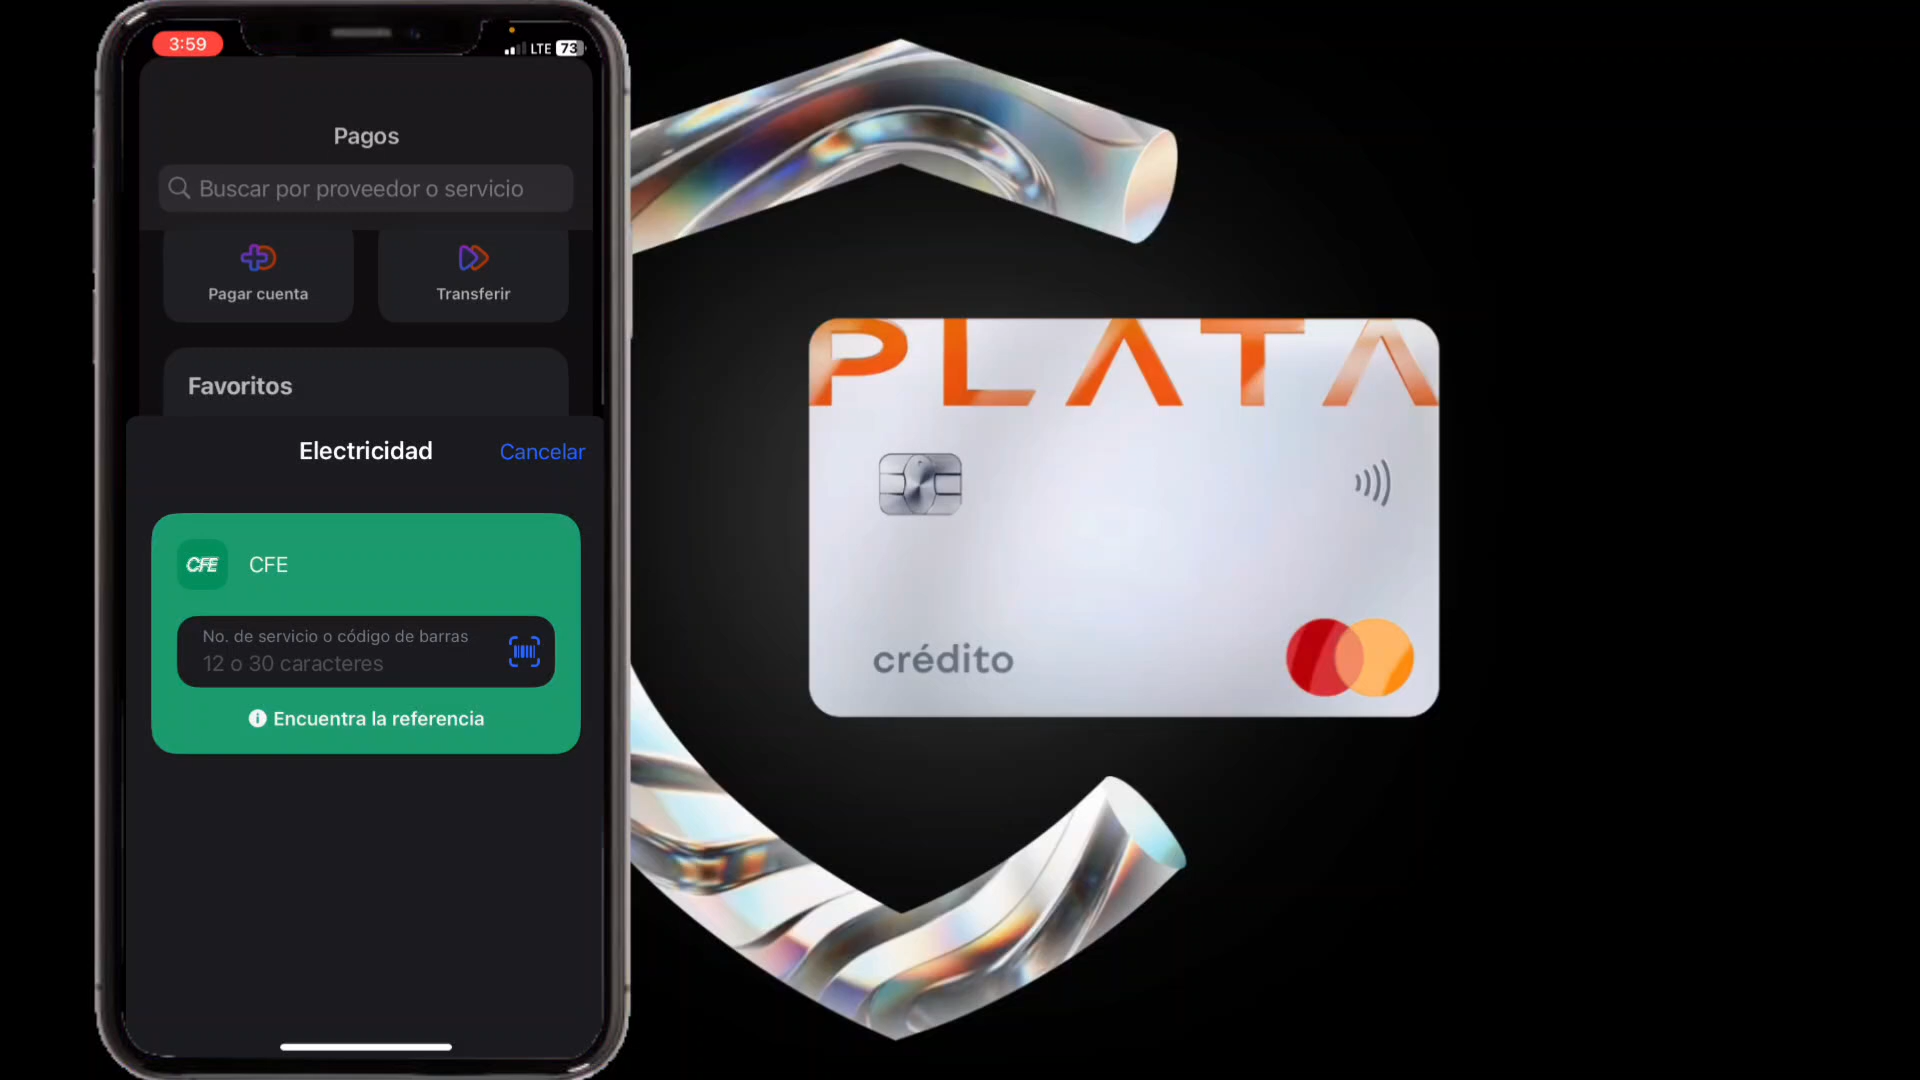 3:59
LTE 73
Pagos
Buscar por proveedor o servicio
Pagar cuenta
Transferir
Favoritos
Electricidad
Cancelar
CFE CFE
No. de servicio o código de barras
12 o 30 caracteres
Encuentra la referencia
PLATA
crédito